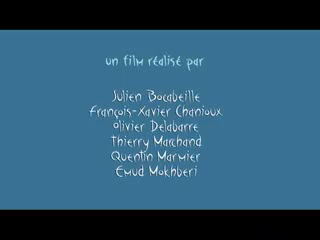 un film réalisé par
Julien Bocabeille
François-Xavier Chanioux
Olivier Delabarre
Thierry Marchand
Quentin Marmier
Emud Mokhberi